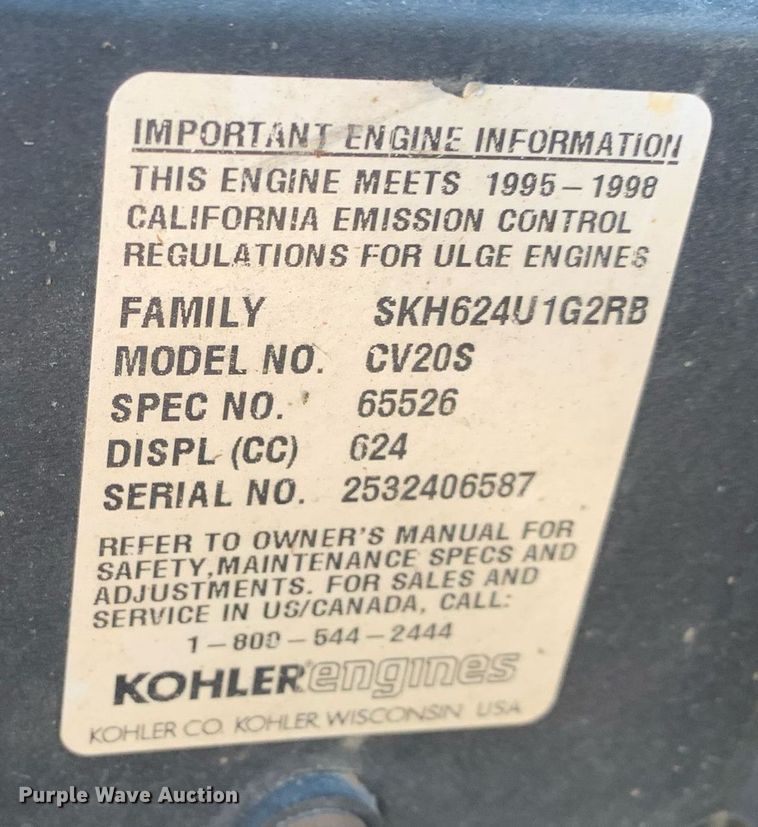 IMPORTANT ENGINE INFORMATION
THIS ENGINE MEETS 1995-1998
CALIFORNIA EMISSION CONTROL
REGULATIONS FOR ULGE ENGINES
FAMILY SKH624U1G2RB
MODEL NO. CV20S
SPEC NO. 65526
DISPL (CC) 624
SERIAL NO. 2532406587
REFER TO OWNER'S MANUAL FOR
SAFETY,MAINTENANCE SPECS AND
ADJUSTMENTS. FOR SALES AND
SERVICE IN US/CANADA, CALL:
1-800-544-2444
KOHLER engines
KOHLER CO. KOHLER WISCONSIN USA
Purple Wave Auction